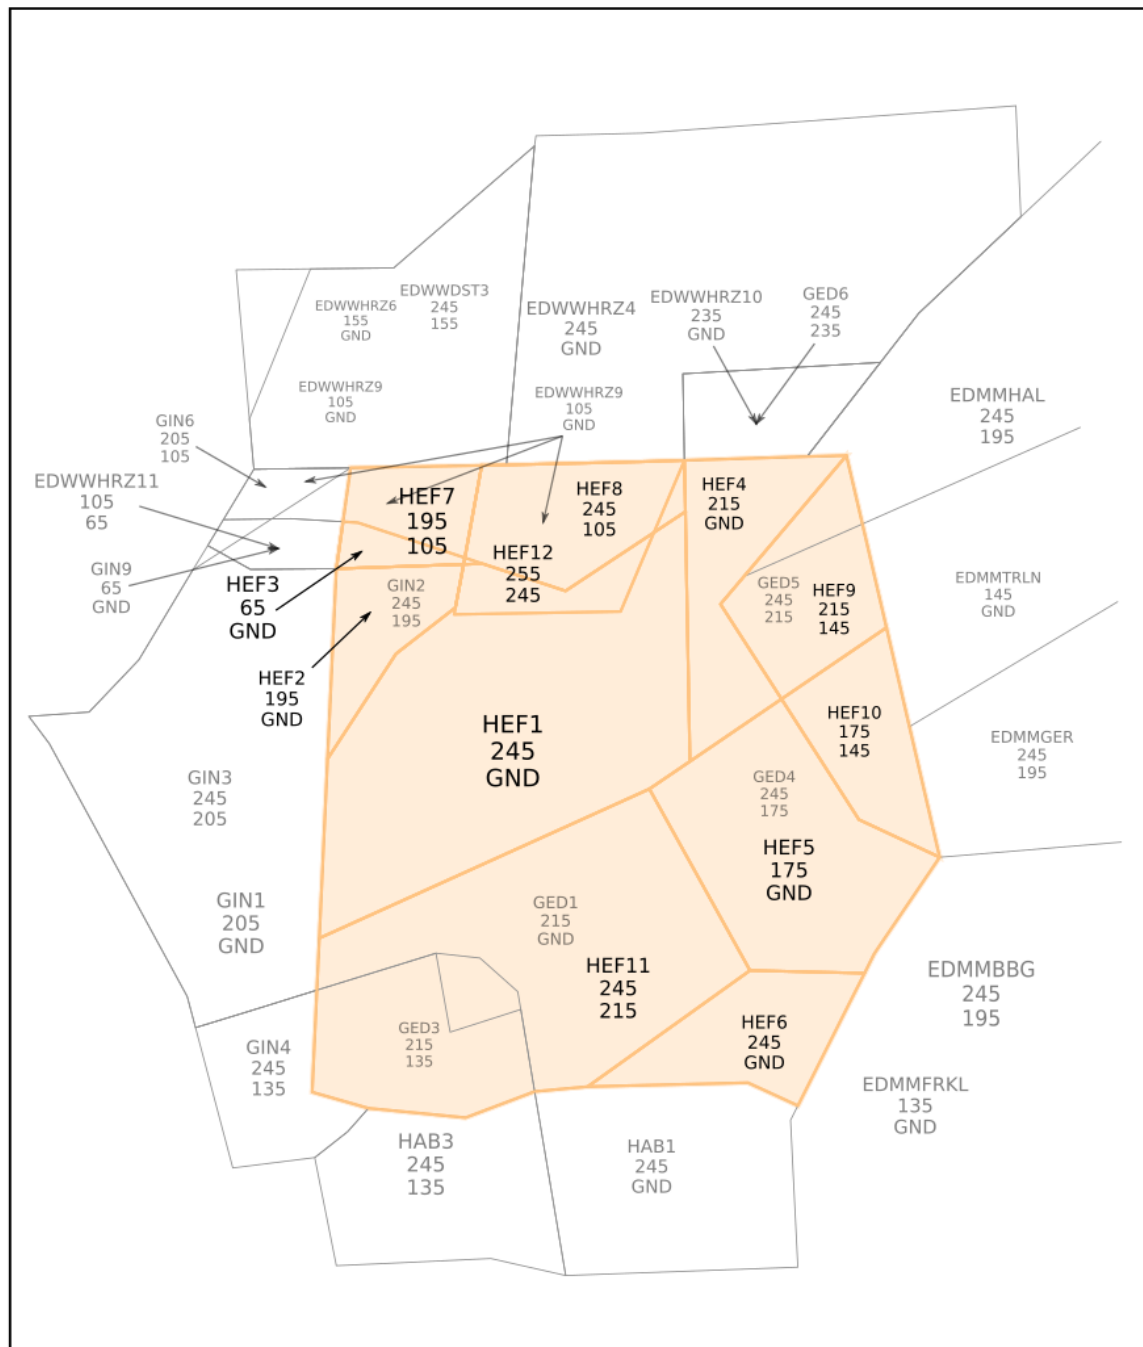 EDWWHRZ6
155
GND
EDWWDST3
245
155
EDWWHRZ4
245
GND
EDWWHRZ10
235
GND
GED6
245
235
EDWWHRZ9
105
GND
EDWWHRZ9
105
GND
EDMMHAL
245
195
GIN6
205
105
EDWWHRZ11
105
65
HEF7
195
105
HEF8
245
105
HEF4
215
GND
HEF12
255
245
GIN9
65
GND
HEF3
65
GND
GIN2
245
195
GED5
245
215
HEF9
215
145
EDMMTRLN
145
GND
HEF2
195
GND
HEF1
245
GND
HEF10
175
145
EDMMGER
245
195
GIN3
245
205
GED4
245
175
HEF5
175
GND
GIN1
205
GND
GED1
215
GND
HEF11
245
215
EDMMBBG
245
195
GIN4
245
135
GED3
215
135
HEF6
245
GND
EDMMFRKL
135
GND
HAB3
245
135
HAB1
245
GND